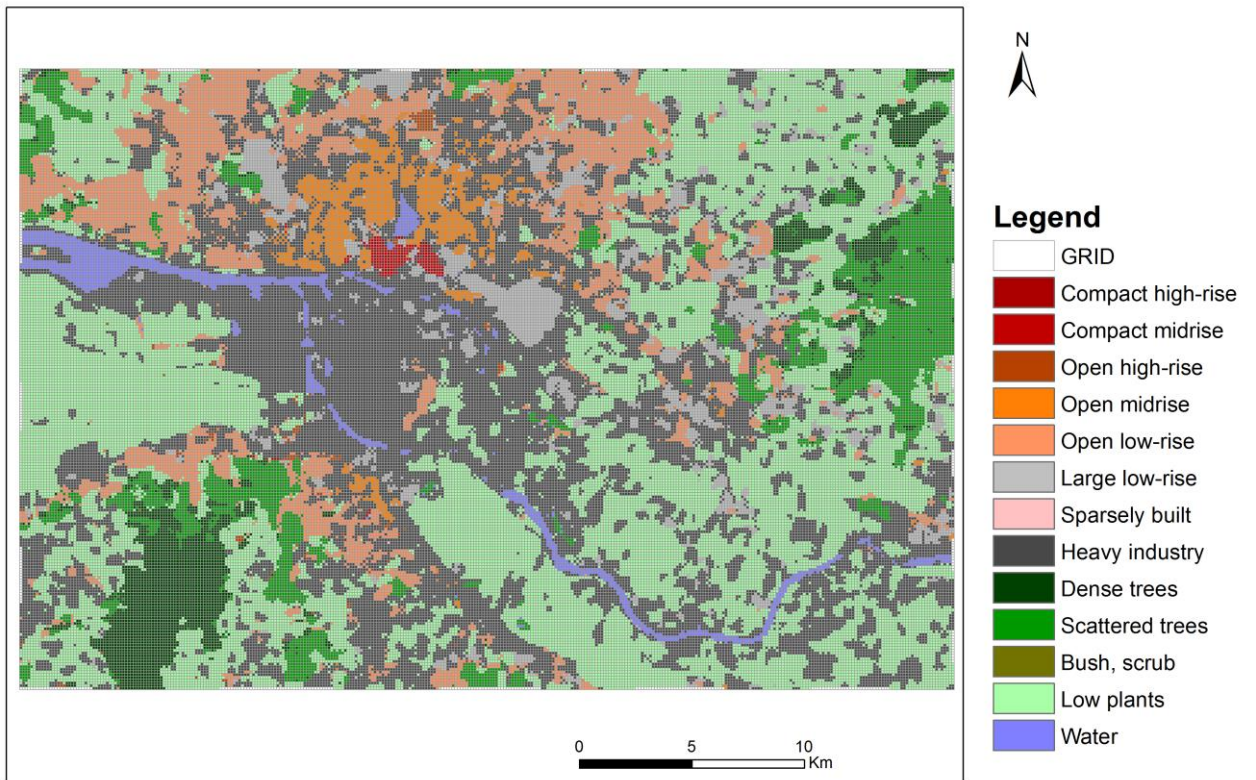 N
Legend
GRID
Compact high-rise
Compact midrise
Open high-rise
Open midrise
Open low-rise
Large low-rise
Sparsely built
Heavy industry
Dense trees
Scattered trees
Bush, scrub
Low plants
Water
0 5 10
Km